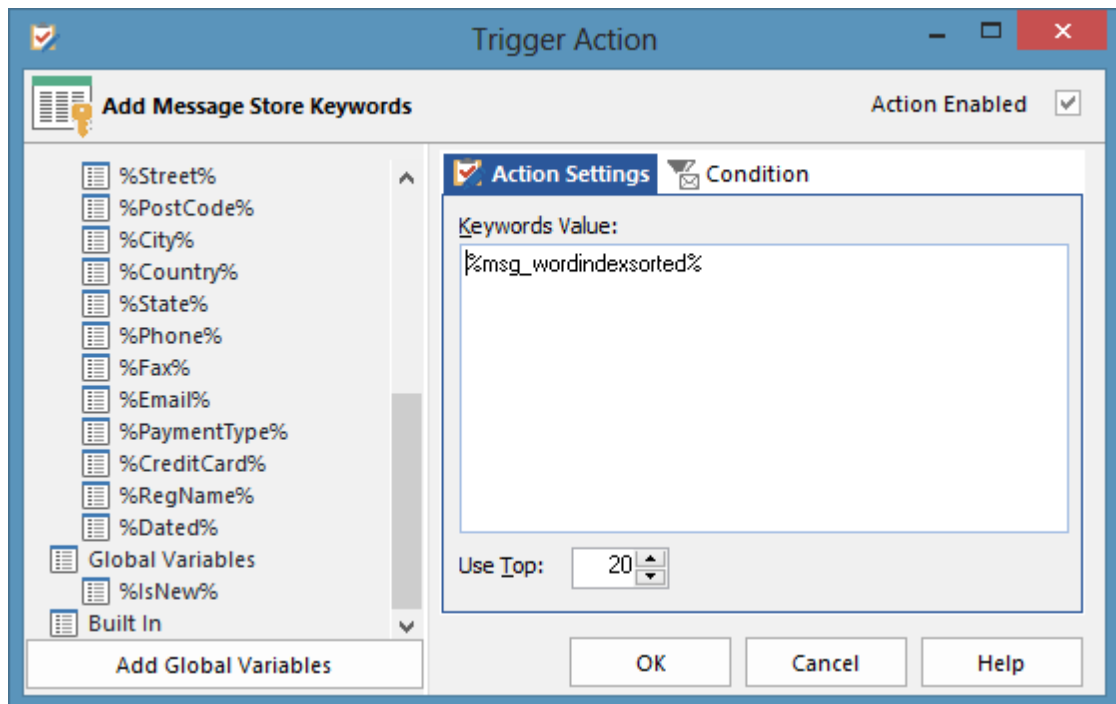 Trigger Action
Add Message Store Keywords
Action Enabled
%Street%
%PostCode%
%City%
%Country%
%State%
%Phone%
%Fax%
%Email%
%PaymentType%
%CreditCard%
%RegName%
%Dated%
Global Variables
%IsNew%
Built In
Add Global Variables
Action Settings
Condition
Keywords Value:
%msg_wordindexsorted%
Use Top:
20
OK
Cancel
Help